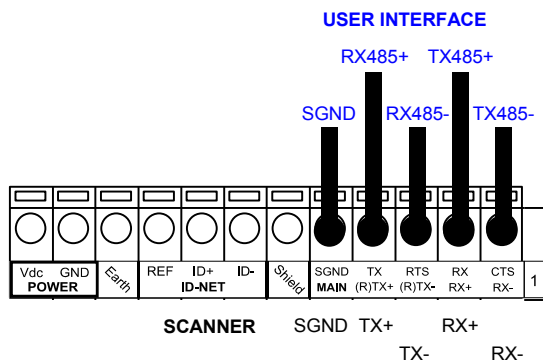 USER INTERFACE
RX485+ TX485+
SGND RX485- TX485-
Vdc GND Earth REF ID+ ID- Shield SGND TX RTS RX CTS 1
POWER ID-NET MAIN (R)TX+ (R)TX- RX+ RX-
SCANNER SGND TX+ RX+
TX- RX-